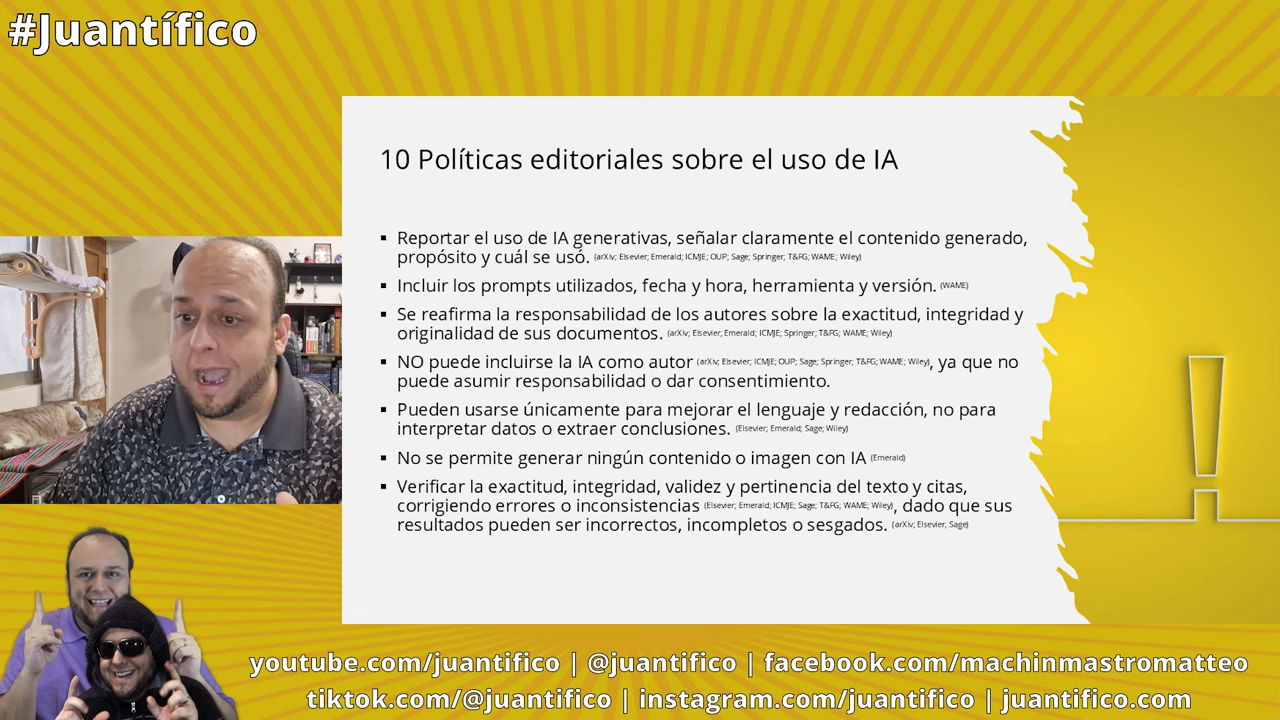 #Juantífico
10 Políticas editoriales sobre el uso de IA
▪ Reportar el uso de IA generativas, señalar claramente el contenido generado,
propósito y cuál se usó. (arXiv; Elsevier; Emerald; ICMJE; OUP; Sage; Springer; T&FG; WAME; Wiley)
▪ Incluir los prompts utilizados, fecha y hora, herramienta y versión. (WAME)
▪ Se reafirma la responsabilidad de los autores sobre la exactitud, integridad y
originalidad de sus documentos. (arXiv; Elsevier; Emerald; ICMJE; Springer; T&FG; WAME; Wiley)
▪ NO puede incluirse la IA como autor (arXiv; Elsevier; ICMJE; OUP; Sage; Springer; T&FG; WAME; Wiley), ya que no
puede asumir responsabilidad o dar consentimiento.
▪ Pueden usarse únicamente para mejorar el lenguaje y redacción, no para
interpretar datos o extraer conclusiones. (Elsevier; Emerald; Sage; Wiley)
▪ No se permite generar ningún contenido o imagen con IA (Emerald)
▪ Verificar la exactitud, integridad, validez y pertinencia del texto y citas,
corrigiendo errores o inconsistencias (Elsevier; Emerald; ICMJE; Sage; T&FG; WAME; Wiley), dado que sus
resultados pueden ser incorrectos, incompletos o sesgados. (arXiv; Elsevier; Sage)
youtube.com/juantifico | @juantifico | facebook.com/machinmastromatteo
tiktok.com/@juantifico | instagram.com/juantifico | juantifico.com